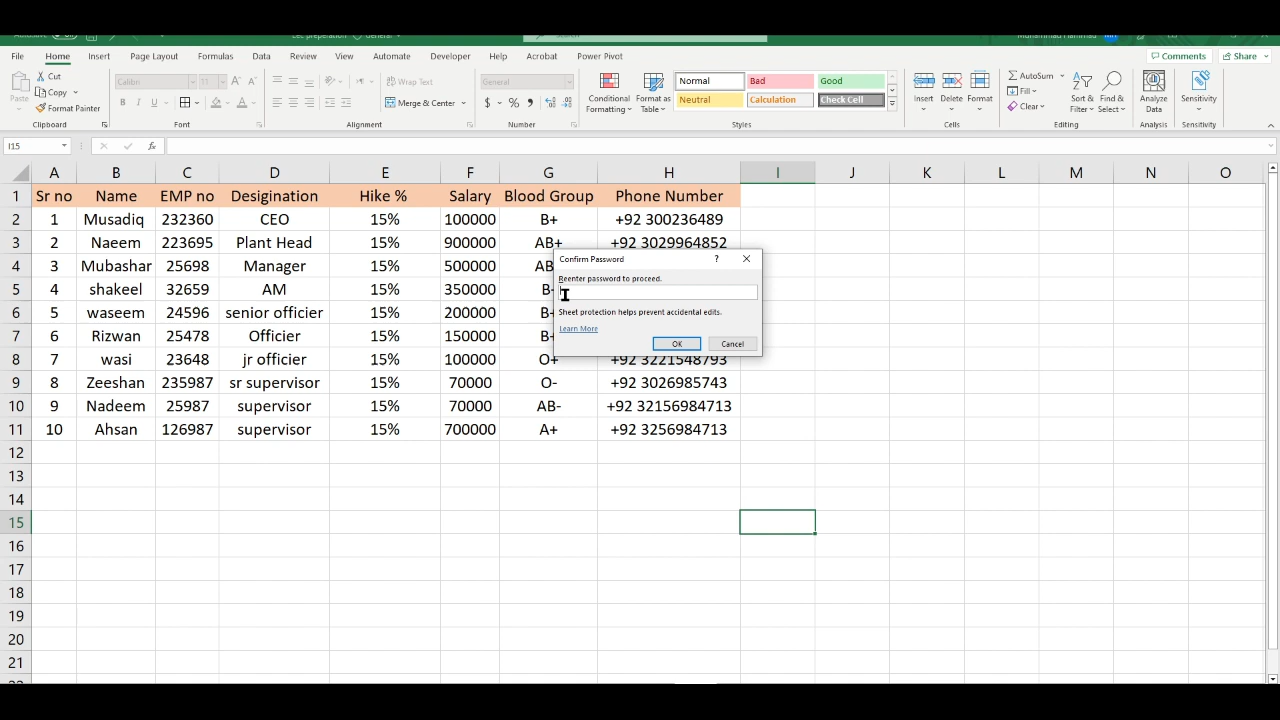 File Home Insert Page Layout Formulas Data Review View Automate Developer Help Acrobat Power Pivot Comments Share
Cut
Copy
Format Painter
Paste
Clipboard
Calibri 11
B I U
Font
Wrap Text
Merge & Center
Alignment
General
$ % ,
Number
Conditional Formatting
Format as Table
Normal Bad Good
Neutral Calculation Check Cell
Styles
Insert Delete Format
Cells
AutoSum
Fill
Clear
Sort & Filter
Find & Select
Editing
Analyze Data
Analysis
Sensitivity
Sensitivity
I15 fx
A B C D E F G H I J K L M N O
1 Sr no Name EMP no Desigination Hike % Salary Blood Group Phone Number
2 1 Musadiq 232360 CEO 15% 100000 B+ +92 300236489
3 2 Naeem 223695 Plant Head 15% 900000 AB+ +92 3029964852
4 3 Mubashar 25698 Manager 15% 500000 AB
5 4 shakeel 32659 AM 15% 350000 B
6 5 waseem 24596 senior officier 15% 200000 B
7 6 Rizwan 25478 Officier 15% 150000 B
8 7 wasi 23648 jr officier 15% 100000 O+ +92 3221548793
9 8 Zeeshan 235987 sr supervisor 15% 70000 O- +92 3026985743
10 9 Nadeem 25987 supervisor 15% 70000 AB- +92 32156984713
11 10 Ahsan 126987 supervisor 15% 700000 A+ +92 3256984713
12
13
14
15
16
17
18
19
20
21
Confirm Password ?
Reenter password to proceed.
Sheet protection helps prevent accidental edits.
Learn More
OK Cancel